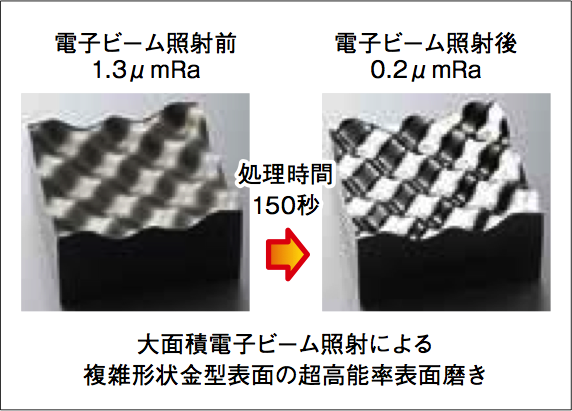 電子ビーム照射前
1.3μmRa
電子ビーム照射後
0.2μmRa
処理時間
150秒
大面積電子ビーム照射による
複雑形状金型表面の超高能率表面磨き